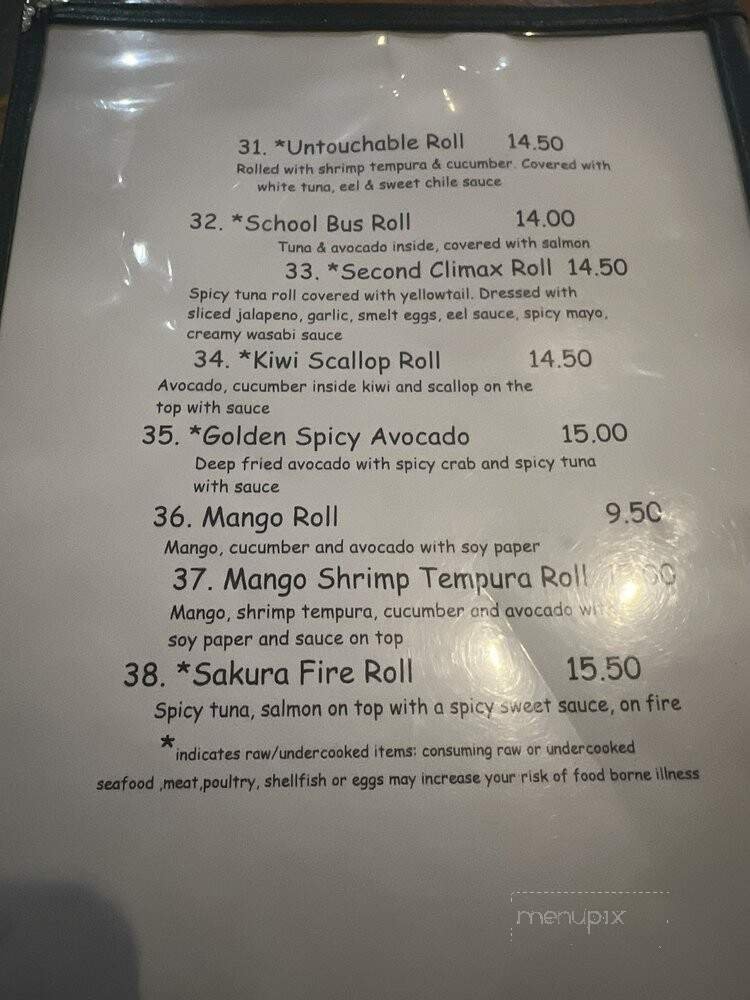 31. *Untouchable Roll 14.50
Rolled with shrimp tempura & cucumber. Covered with
white tuna, eel & sweet chile sauce
32. *School Bus Roll 14.00
Tuna & avocado inside, covered with salmon
33. *Second Climax Roll 14.50
Spicy tuna roll covered with yellowtail. Dressed with
sliced jalapeno, garlic, smelt eggs, eel sauce, spicy mayo,
creamy wasabi sauce
34. *Kiwi Scallop Roll 14.50
Avocado, cucumber inside kiwi and scallop on the
top with sauce
35. *Golden Spicy Avocado 15.00
Deep fried avocado with spicy crab and spicy tuna
with sauce
36. Mango Roll 9.50
Mango, cucumber and avocado with soy paper
37. Mango Shrimp Tempura Roll
Mango, shrimp tempura, cucumber and avocado with
soy paper and sauce on top
38. *Sakura Fire Roll 15.50
Spicy tuna, salmon on top with a spicy sweet sauce, on fire
*indicates raw/undercooked items: consuming raw or undercooked
seafood ,meat,poultry, shellfish or eggs may increase your risk of food borne illness
menupix